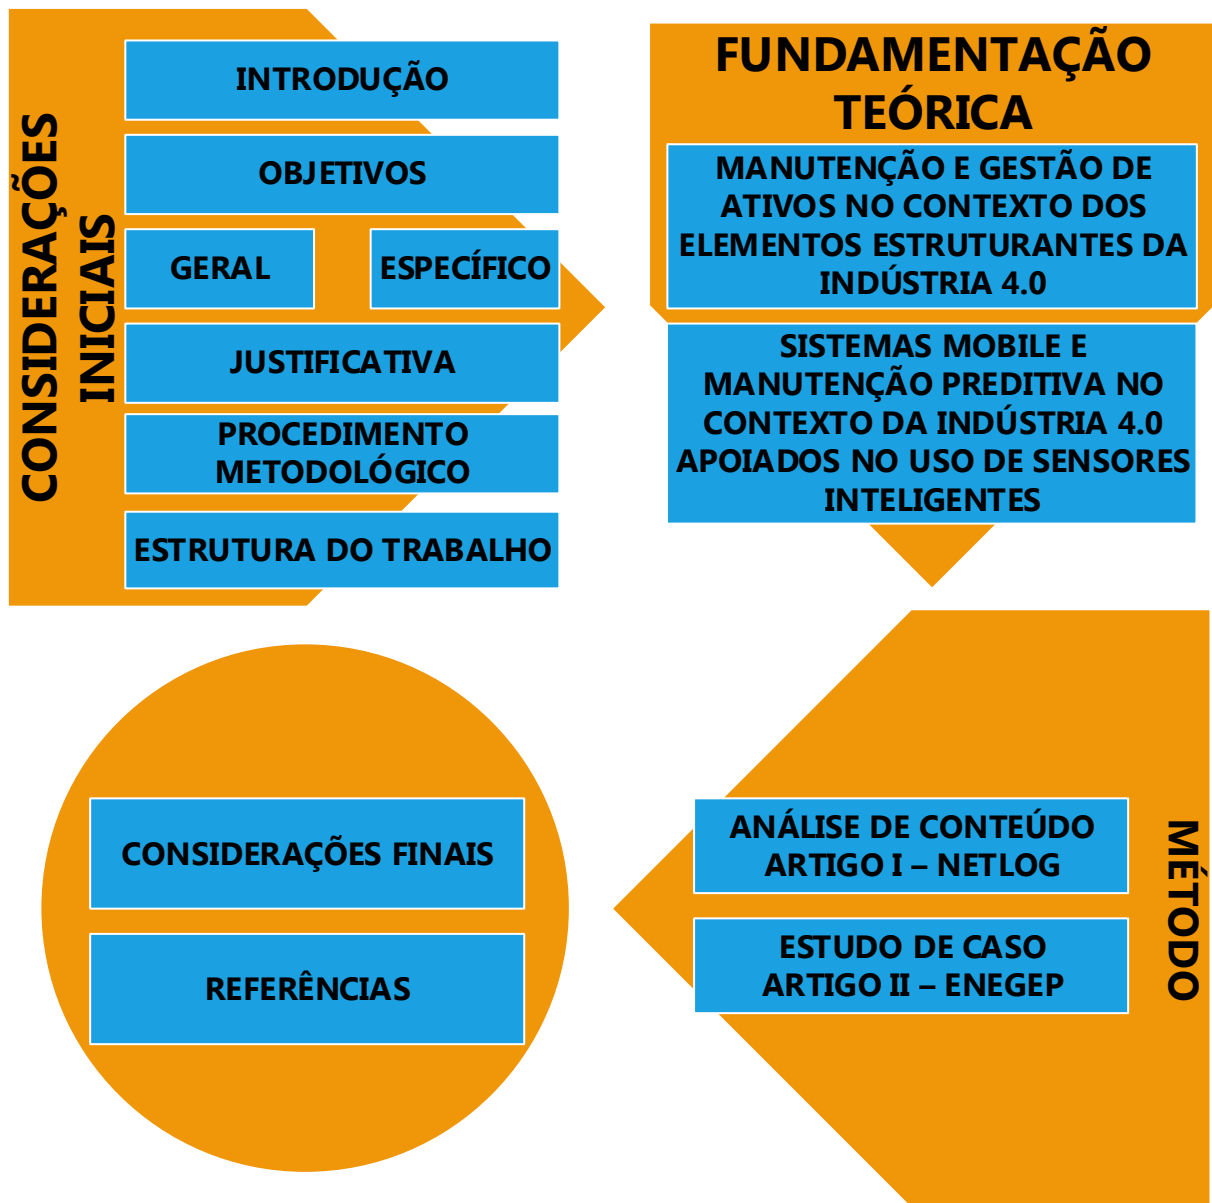 CONSIDERAÇÕES
INICIAIS
INTRODUÇÃO
OBJETIVOS
GERAL
ESPECÍFICO
JUSTIFICATIVA
PROCEDIMENTO
METODOLÓGICO
ESTRUTURA DO TRABALHO
FUNDAMENTAÇÃO
TEÓRICA
MANUTENÇÃO E GESTÃO DE
ATIVOS NO CONTEXTO DOS
ELEMENTOS ESTRUTURANTES DA
INDÚSTRIA 4.0
SISTEMAS MOBILE E
MANUTENÇÃO PREDITIVA NO
CONTEXTO DA INDÚSTRIA 4.0
APOIADOS NO USO DE SENSORES
INTELIGENTES
MÉTODO
ANÁLISE DE CONTEÚDO
ARTIGO I – NETLOG
ESTUDO DE CASO
ARTIGO II – ENEGEP
CONSIDERAÇÕES FINAIS
REFERÊNCIAS